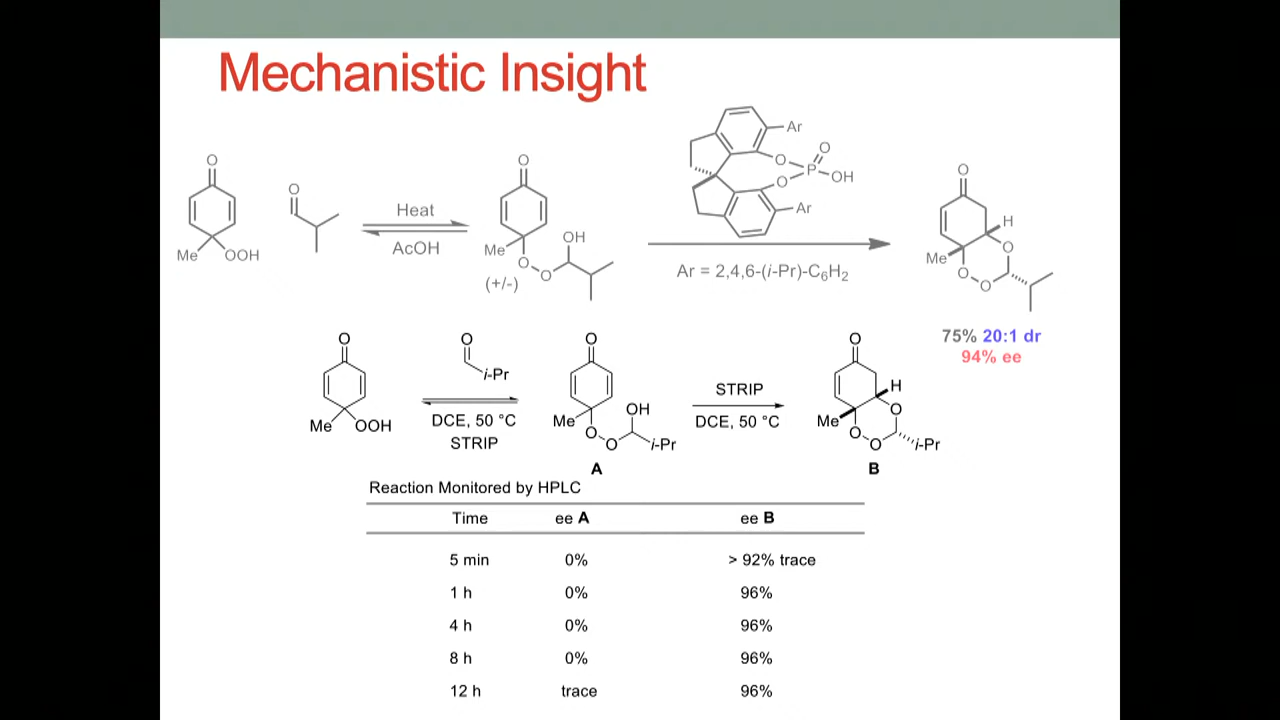 Mechanistic Insight
O
Me
OOH
O
Heat
AcOH
O
Me
OH
O
O
(+/-)
Ar
O
O
P
O
OH
Ar
Ar = 2,4,6-(i-Pr)-C6H2
O
H
Me
O
O
O
75% 20:1 dr
94% ee
O
Me
OOH
O
i-Pr
DCE, 50 °C
STRIP
O
Me
OH
O
O
i-Pr
A
STRIP
DCE, 50 °C
O
H
Me
O
O
O
i-Pr
B
Reaction Monitored by HPLC
Time ee A ee B
5 min 0% > 92% trace
1 h 0% 96%
4 h 0% 96%
8 h 0% 96%
12 h trace 96%